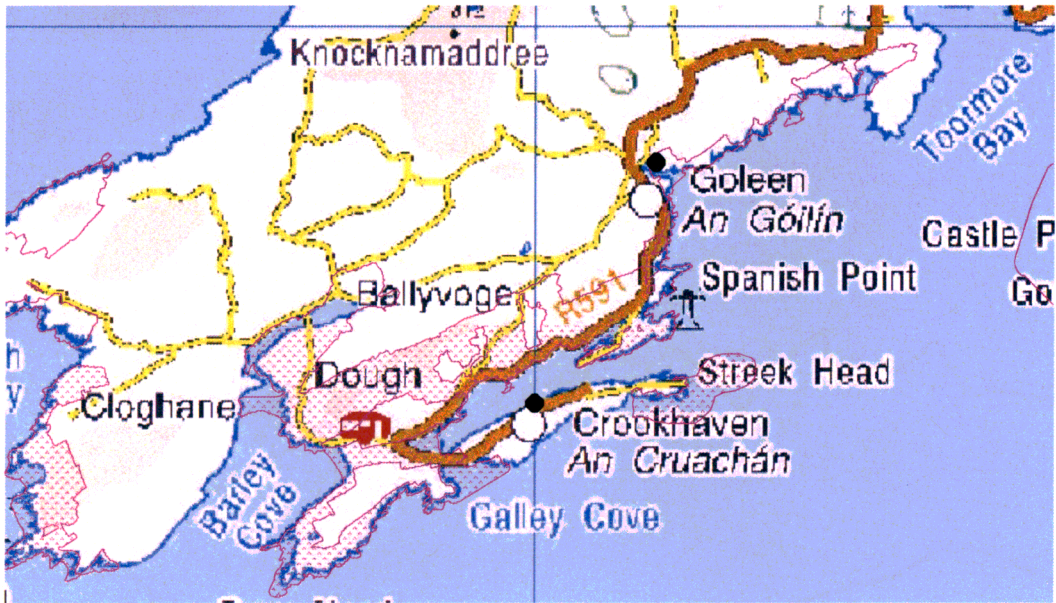 Knocknamaddree
Tootmore
Bay
Goleen
An Góilín
Castle P
Spanish Point
Go
Ballyvoge
R591
h
y
Dough
Streek Head
Cloghane
Crookhaven
An Cruachán
Barley
Cove
Galley Cove